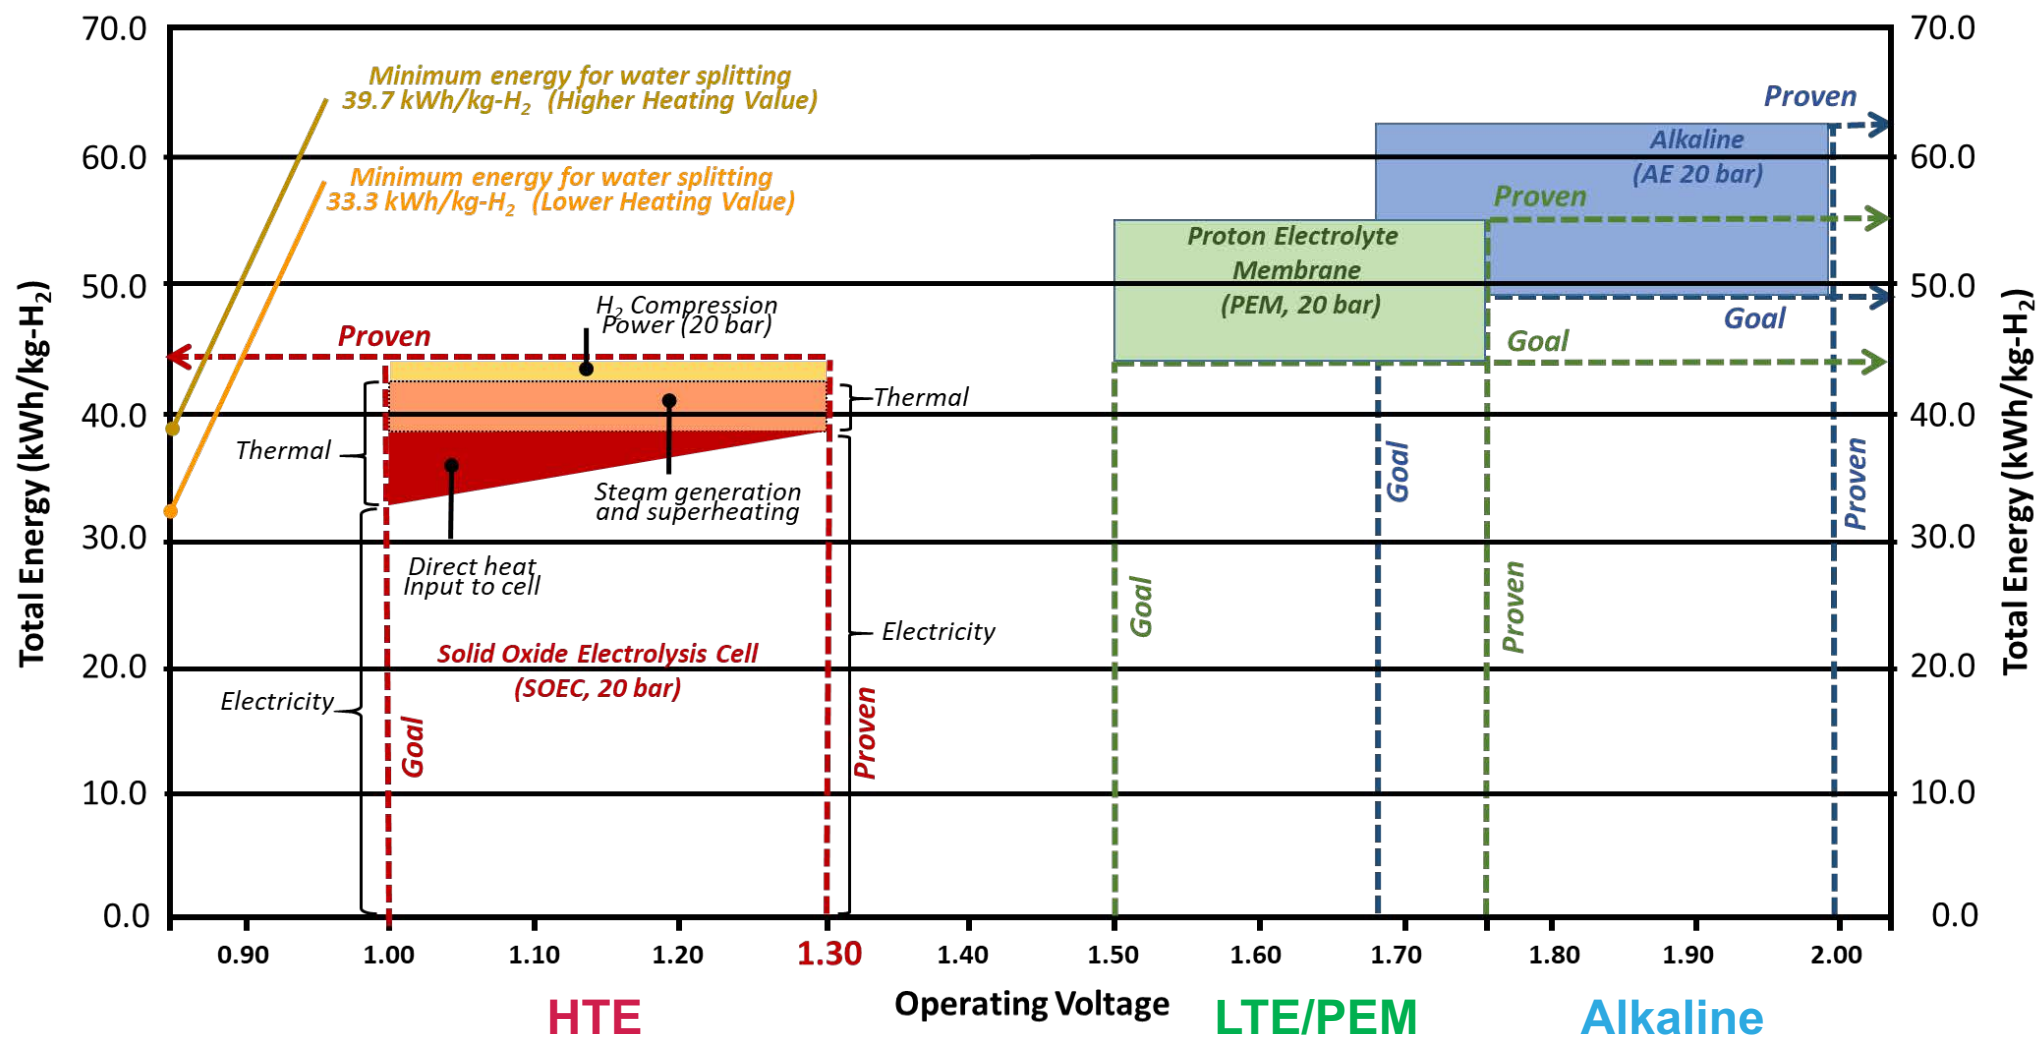 70.0
60.0
50.0
40.0
30.0
20.0
10.0
0.0
Total Energy (kWh/kg-H2)
Minimum energy for water splitting
39.7 kWh/kg-H2 (Higher Heating Value)
Minimum energy for water splitting
33.3 kWh/kg-H2 (Lower Heating Value)
Proven
H2 Compression
Power (20 bar)
Thermal
Thermal
Steam generation
and superheating
Direct heat
Input to cell
Solid Oxide Electrolysis Cell
(SOEC, 20 bar)
Electricity
Electricity
Goal
Proven
Proton Electrolyte
Membrane
(PEM, 20 bar)
Alkaline
(AE 20 bar)
Proven
Proven
Goal
Goal
Goal
Goal
Proven
Proven
70.0
60.0
50.0
40.0
30.0
20.0
10.0
0.0
Total Energy (kWh/kg-H2)
0.90 1.00 1.10 1.20 1.30 1.40 1.50 1.60 1.70 1.80 1.90 2.00
Operating Voltage
HTE
LTE/PEM
Alkaline